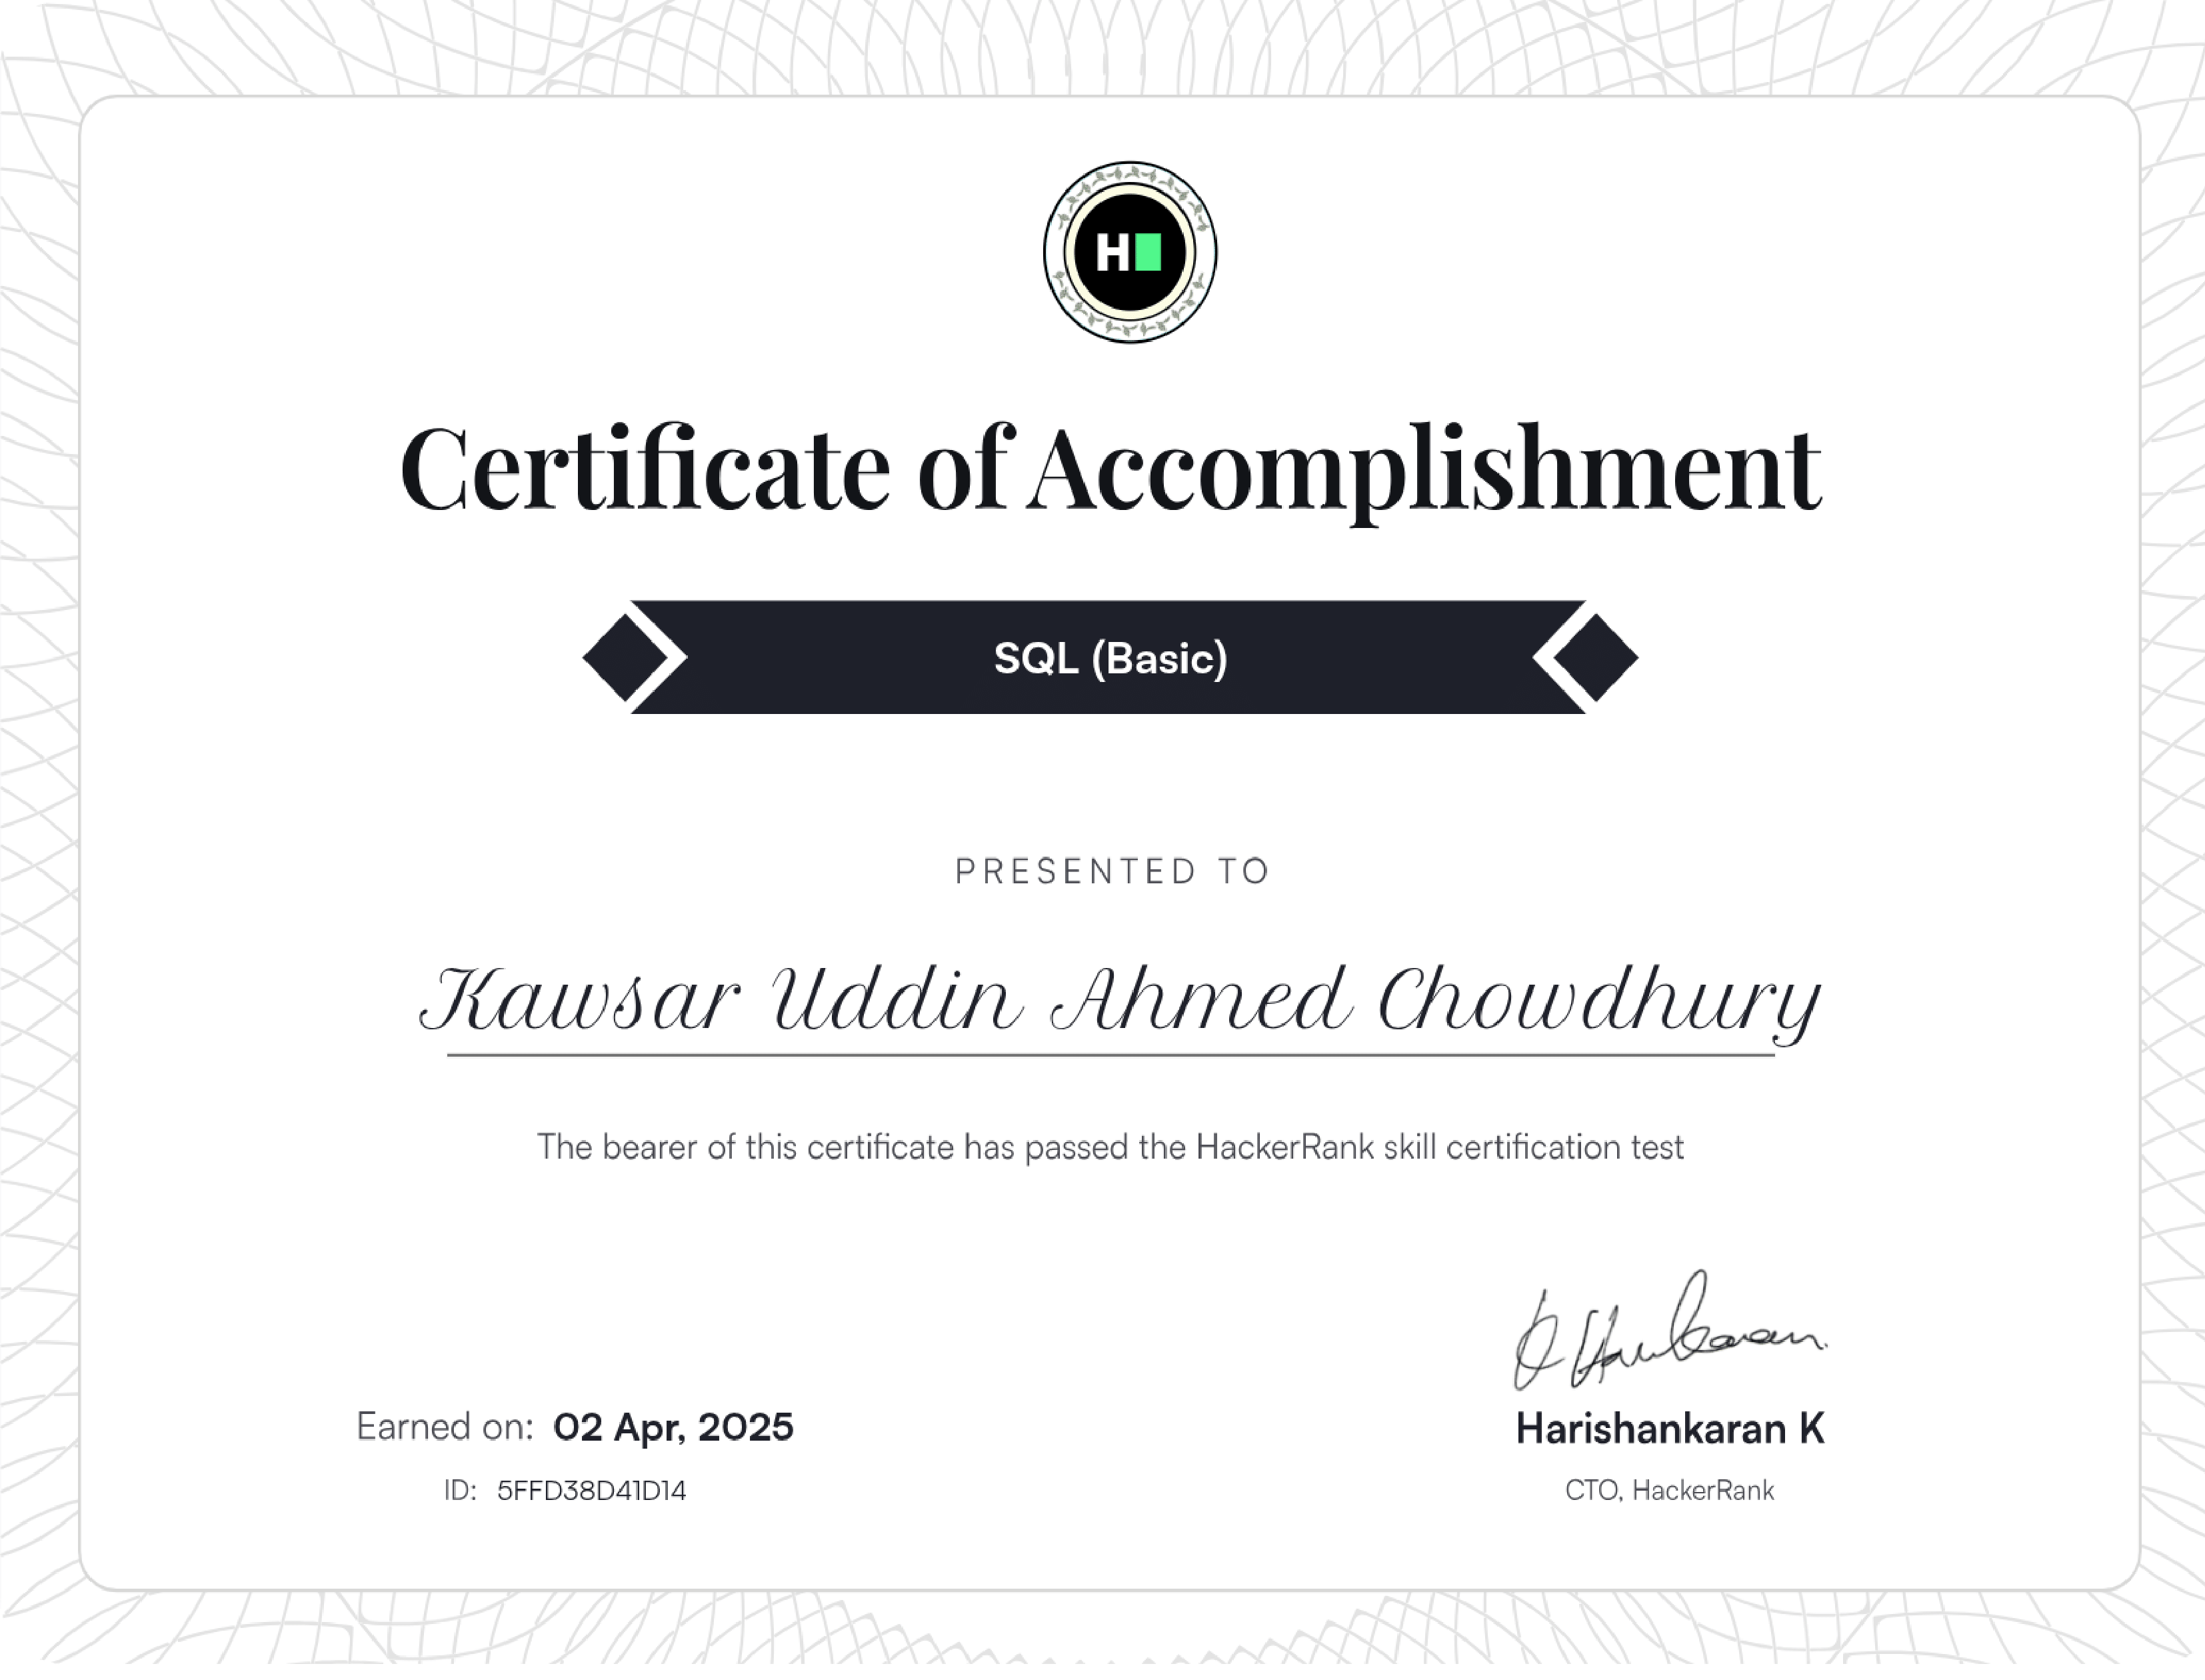 H
Certificate of Accomplishment
SQL (Basic)
PRESENTED TO
Kawsar Uddin Ahmed Chowdhury
The bearer of this certificate has passed the HackerRank skill certification test
Earned on: 02 Apr, 2025
ID: 5FFD38D41D14
Harishankaran K
CTO, HackerRank